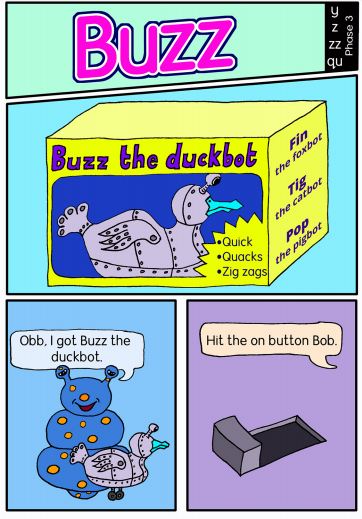 Buzz
y
z
zz
qu
Phase 3
Buzz the duckbot
Fin
the foxbot
Tig
the catbot
Pop
the pigbot
•Quick
•Quacks
•Zig zags
Obb, I got Buzz the
duckbot.
Hit the on button Bob.